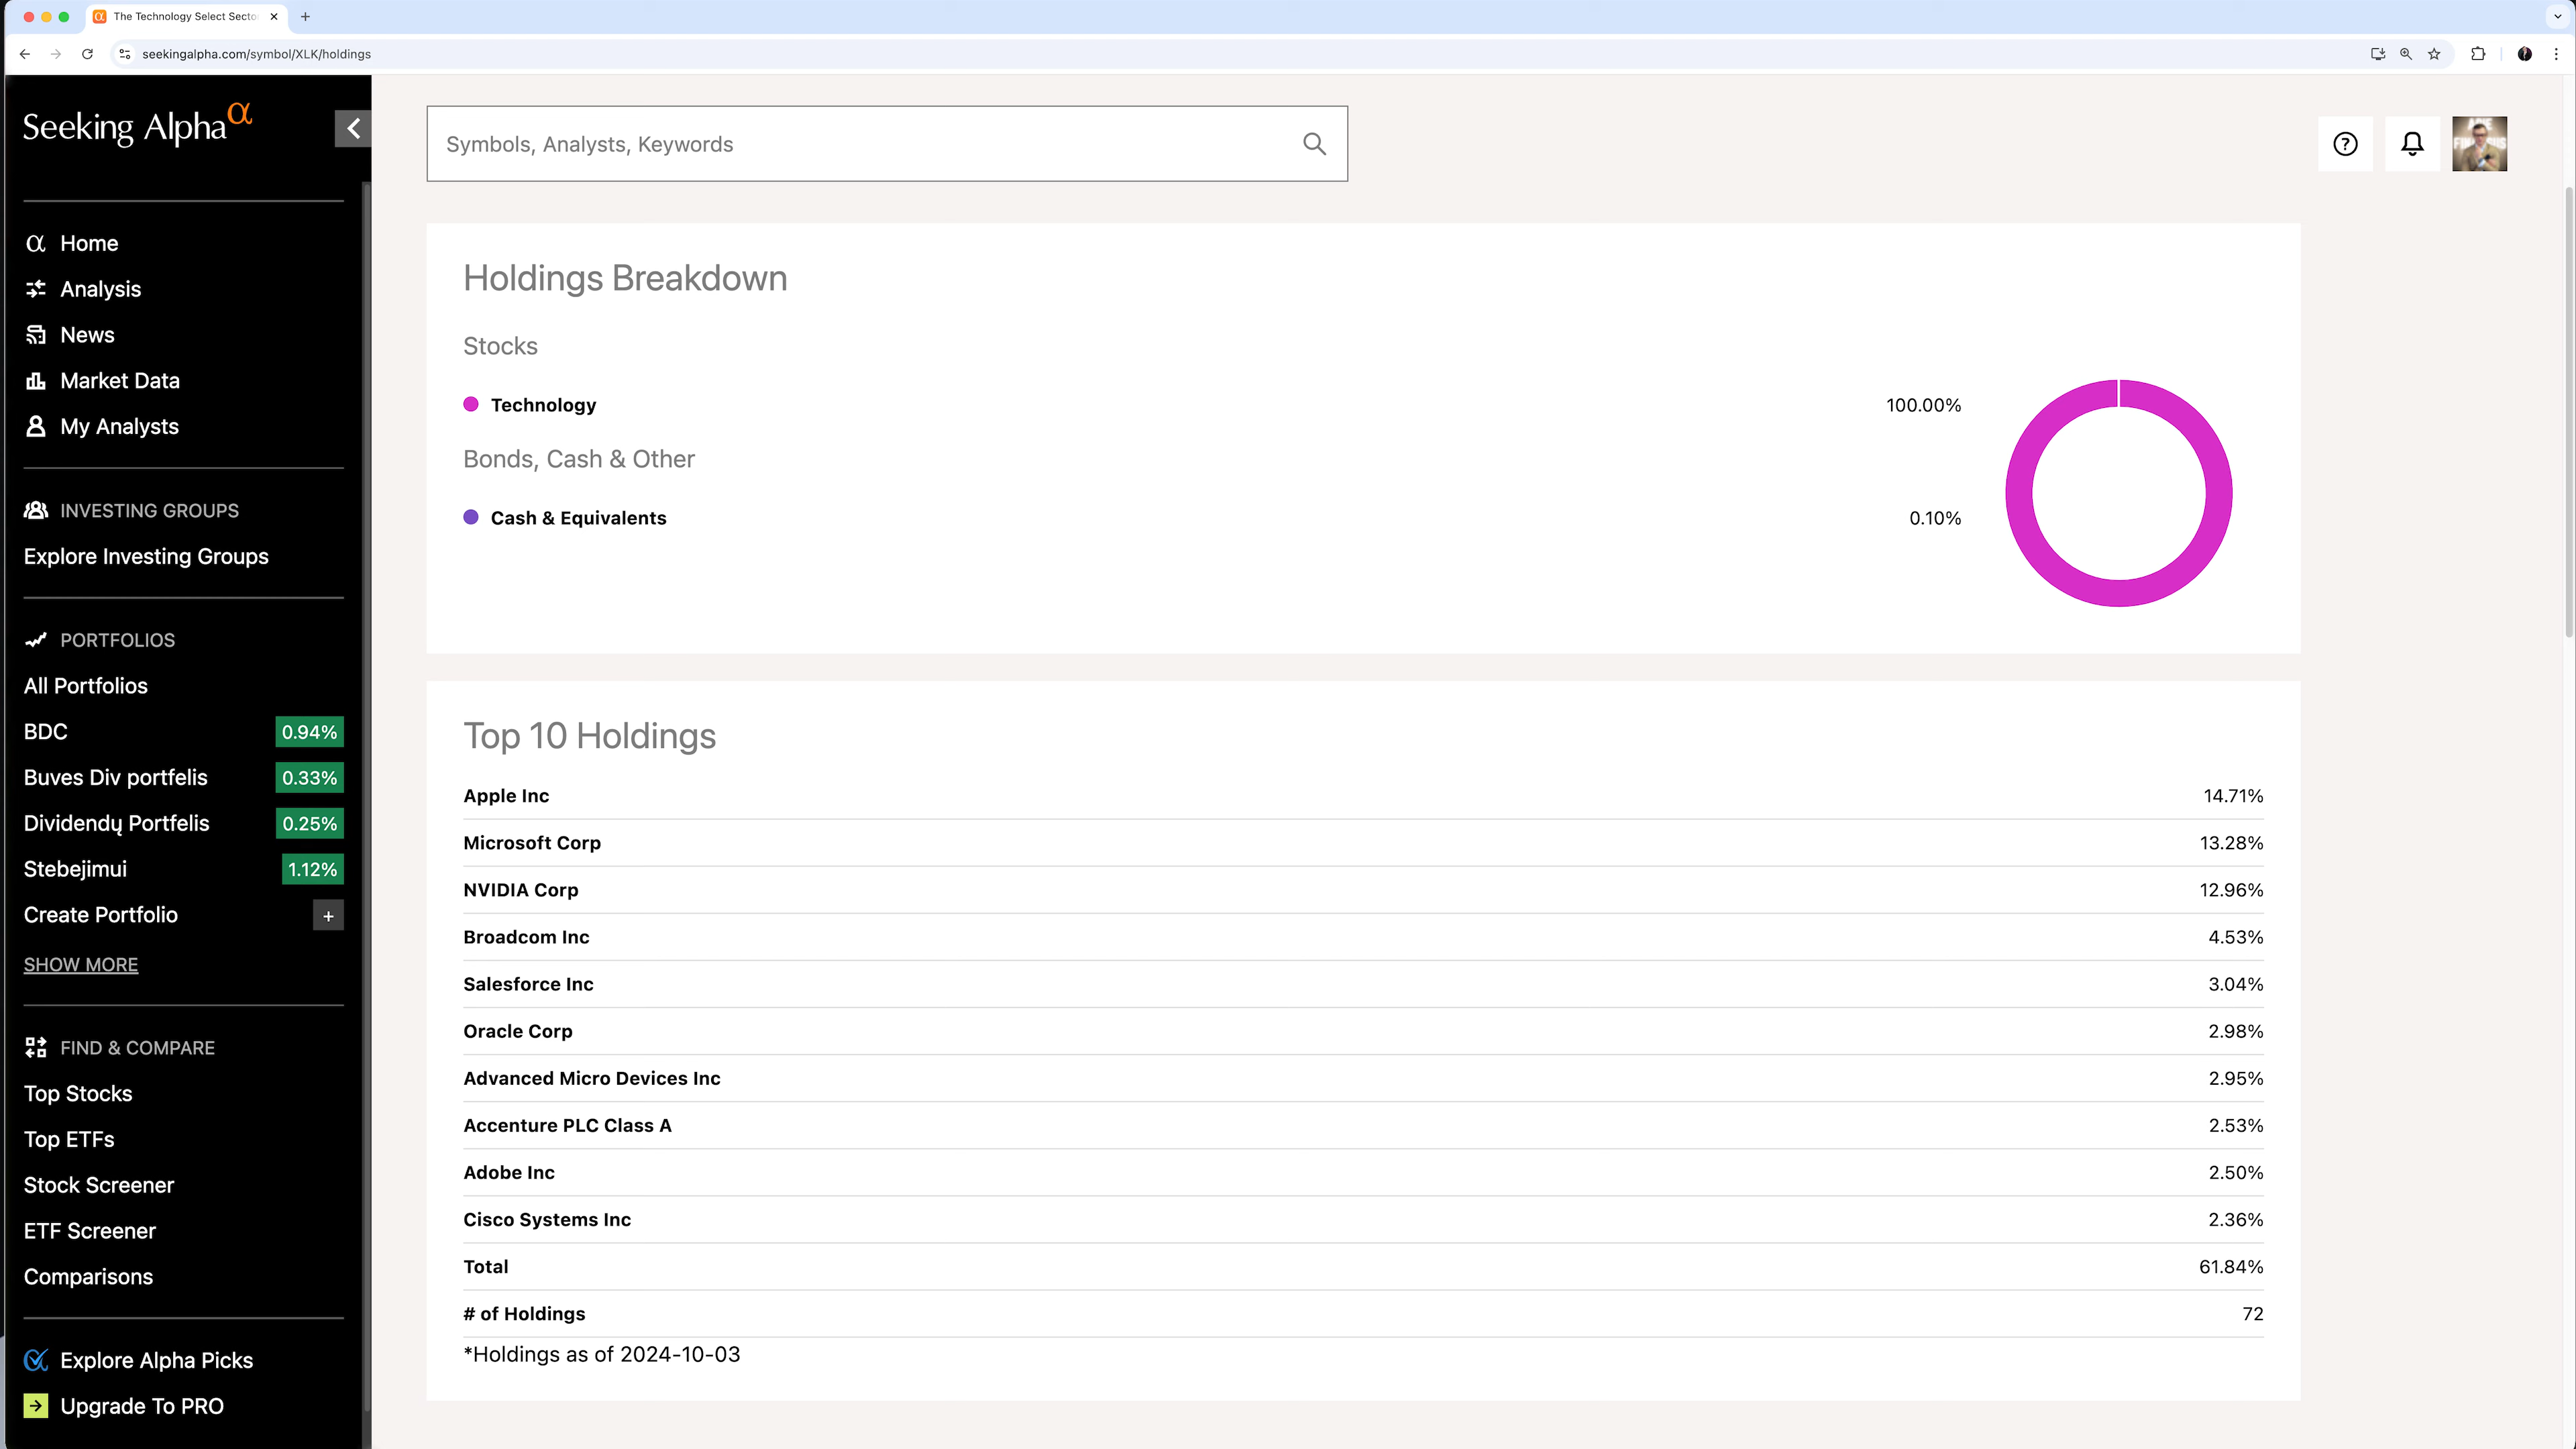 The Technology Select Secto
seekingalpha.com/symbol/XLK/holdings
Seeking Alpha α
Home
Analysis
News
Market Data
My Analysts
INVESTING GROUPS
Explore Investing Groups
PORTFOLIOS
All Portfolios
BDC 0.94%
Buves Div portfelis 0.33%
Dividendų Portfelis 0.25%
Stebejimui 1.12%
Create Portfolio +
SHOW MORE
FIND & COMPARE
Top Stocks
Top ETFs
Stock Screener
ETF Screener
Comparisons
Explore Alpha Picks
Upgrade To PRO
Symbols, Analysts, Keywords
Holdings Breakdown
Stocks
Technology 100.00%
Bonds, Cash & Other
Cash & Equivalents 0.10%
Top 10 Holdings
Apple Inc 14.71%
Microsoft Corp 13.28%
NVIDIA Corp 12.96%
Broadcom Inc 4.53%
Salesforce Inc 3.04%
Oracle Corp 2.98%
Advanced Micro Devices Inc 2.95%
Accenture PLC Class A 2.53%
Adobe Inc 2.50%
Cisco Systems Inc 2.36%
Total 61.84%
# of Holdings 72
*Holdings as of 2024-10-03